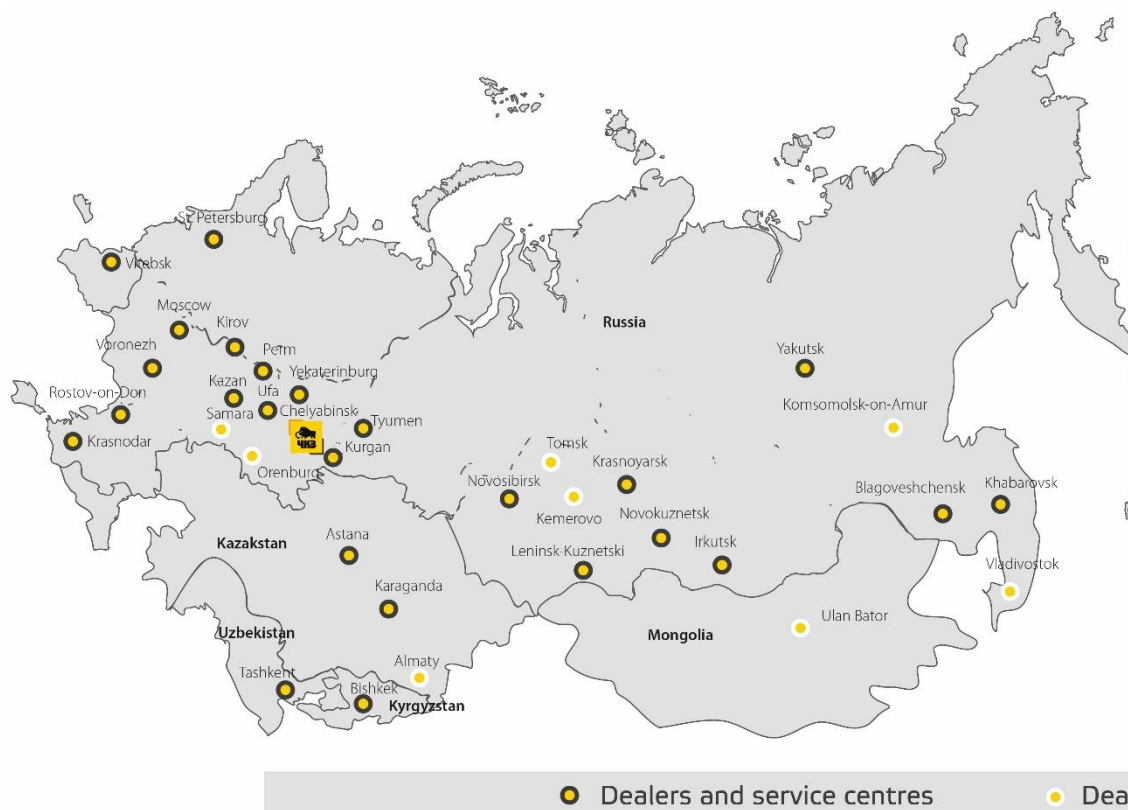 St. Petersburg
Vitebsk
Moscow
Kirov
Russia
Voronezh
Perm
Yakutsk
Yekaterinburg
Rostov-on-Don
Kazan
Ufa
Samara
Chelyabinsk
Komsomolsk-on-Amur
Tyumen
ЧКЗ
Krasnodar
Kurgan
Tomsk
Orenburg
Krasnoyarsk
Novosibirsk
Khabarovsk
Blagoveshchensk
Kemerovo
Novokuznetsk
Astana
Kazakstan
Leninsk-Kuznetski
Irkutsk
Vladivostok
Karaganda
Ulan Bator
Uzbekistan
Mongolia
Almaty
Tashkent
Bishkek
Kyrgyzstan
Dealers and service centres
Dea